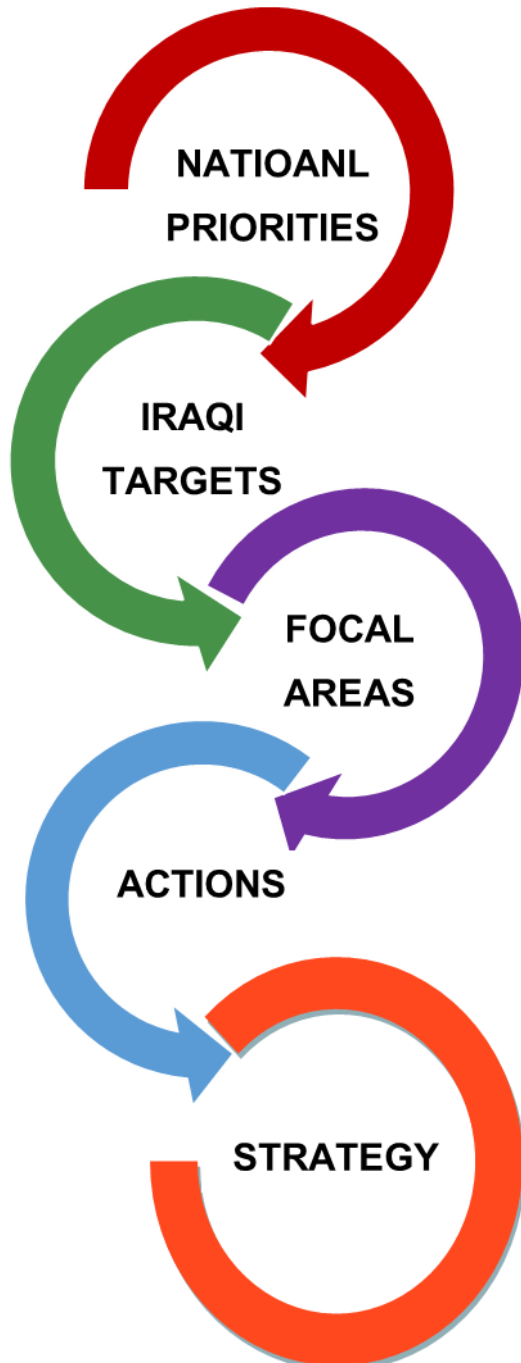 NATIOANL
PRIORITIES
IRAQI
TARGETS
FOCAL
AREAS
ACTIONS
STRATEGY